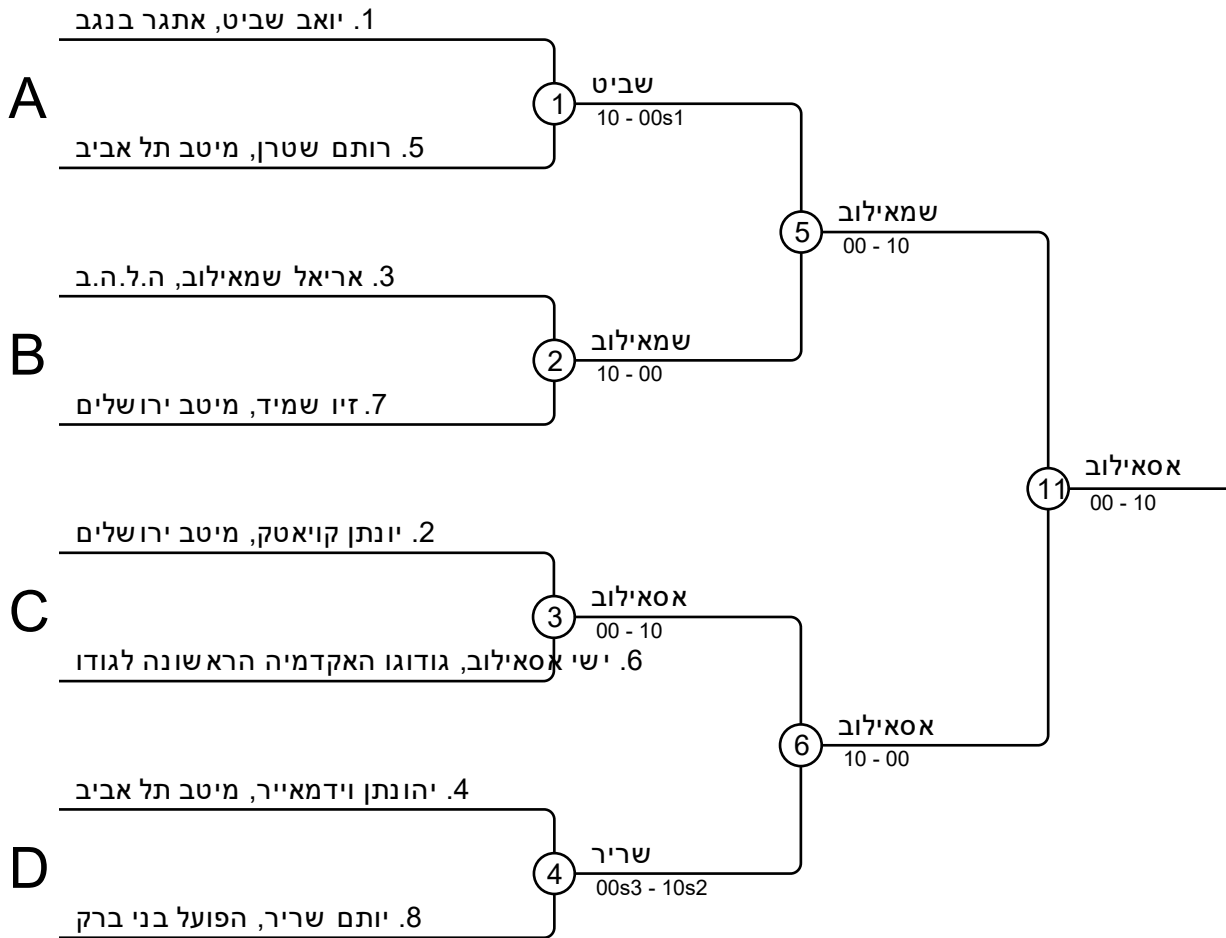 1. יואב שביט, אתגר בנגב
A
1
שביט
10 - 00s1
5. רותם שטרן, מיטב תל אביב
5
שמאילוב
00 - 10
3. אריאל שמאילוב, ה.ל.ה.ב
B
2
שמאילוב
10 - 00
7. זיו שמיד, מיטב ירושלים
11
אסאילוב
00 - 10
2. יונתן קויאטק, מיטב ירושלים
C
3
אסאילוב
00 - 10
6. ישי אסאילוב, גודוגו האקדמיה הראשונה לגודו
6
אסאילוב
10 - 00
4. יהונתן וידמאייר, מיטב תל אביב
D
4
שריר
00s3 - 10s2
8. יותם שריר, הפועל בני ברק